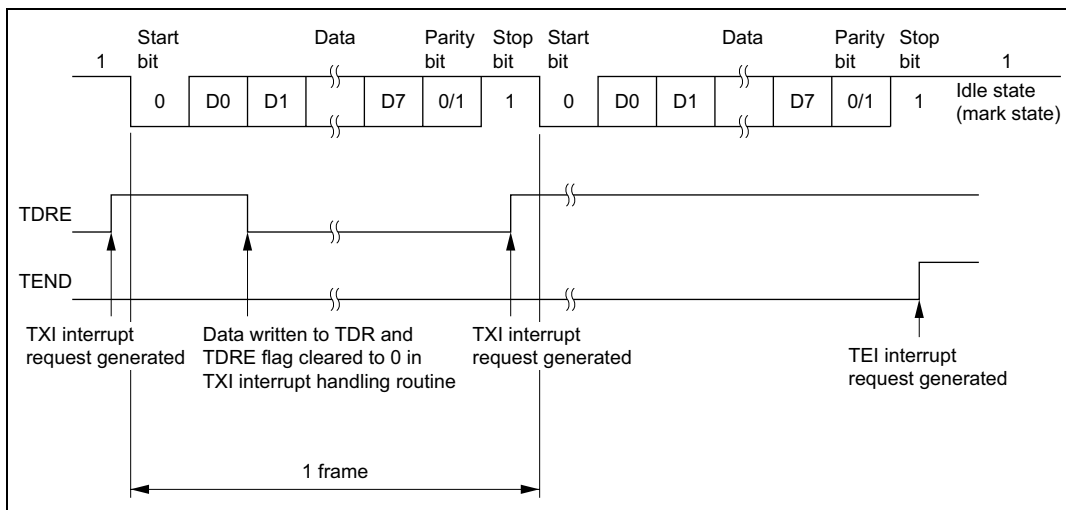 Start Data Parity Stop Start Data Parity Stop
1 bit bit bit bit bit bit 1
0 D0 D1 D7 0/1 1 0 D0 D1 D7 0/1 1 Idle state
(mark state)
TDRE
TEND
TXI interrupt
request generated
Data written to TDR and
TDRE flag cleared to 0 in
TXI interrupt handling routine
TXI interrupt
request generated
TEI interrupt
request generated
1 frame